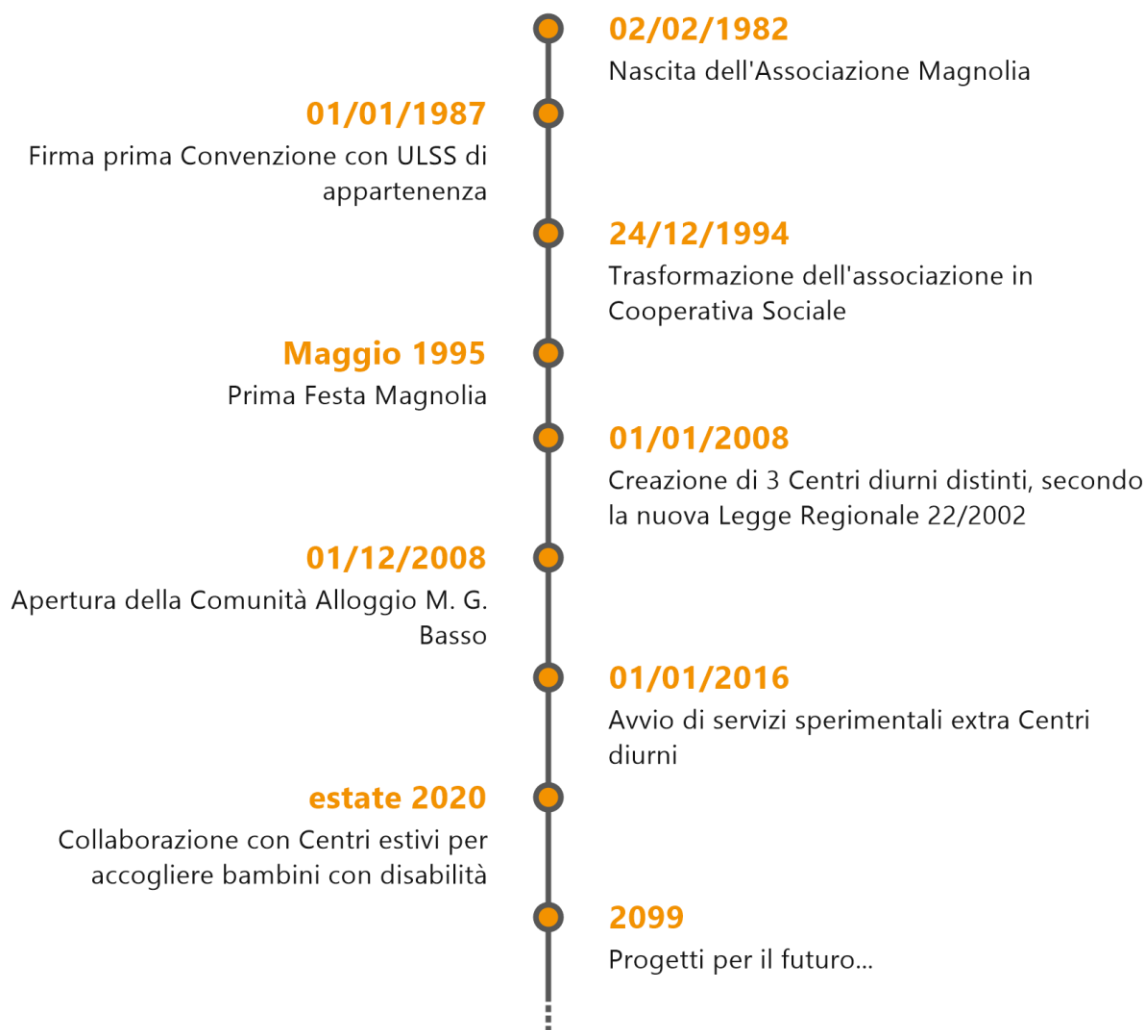 02/02/1982
Nascita dell'Associazione Magnolia
01/01/1987
Firma prima Convenzione con ULSS di
appartenenza
24/12/1994
Trasformazione dell'associazione in
Cooperativa Sociale
Maggio 1995
Prima Festa Magnolia
01/01/2008
Creazione di 3 Centri diurni distinti, secondo
la nuova Legge Regionale 22/2002
01/12/2008
Apertura della Comunità Alloggio M. G.
Basso
01/01/2016
Avvio di servizi sperimentali extra Centri
diurni
estate 2020
Collaborazione con Centri estivi per
accogliere bambini con disabilità
2099
Progetti per il futuro...